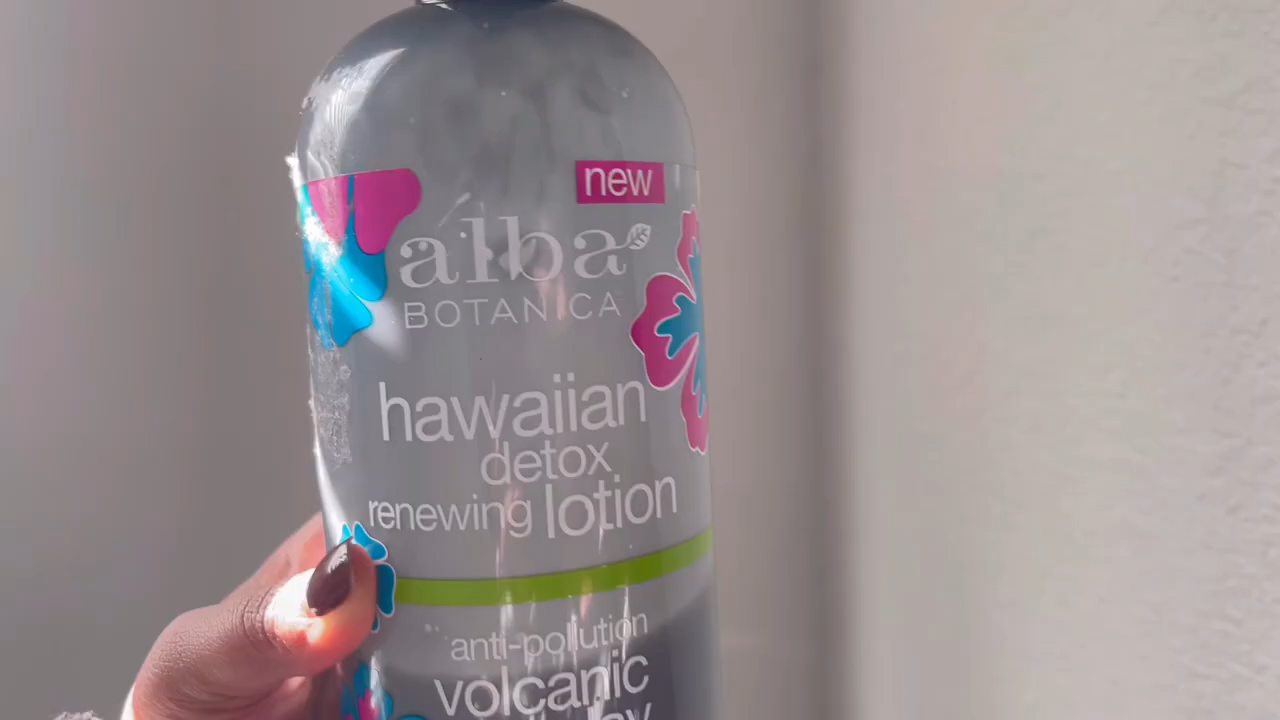 new
alba
BOTANICA
hawaiian
detox
renewing lotion
anti-pollution
volcanic